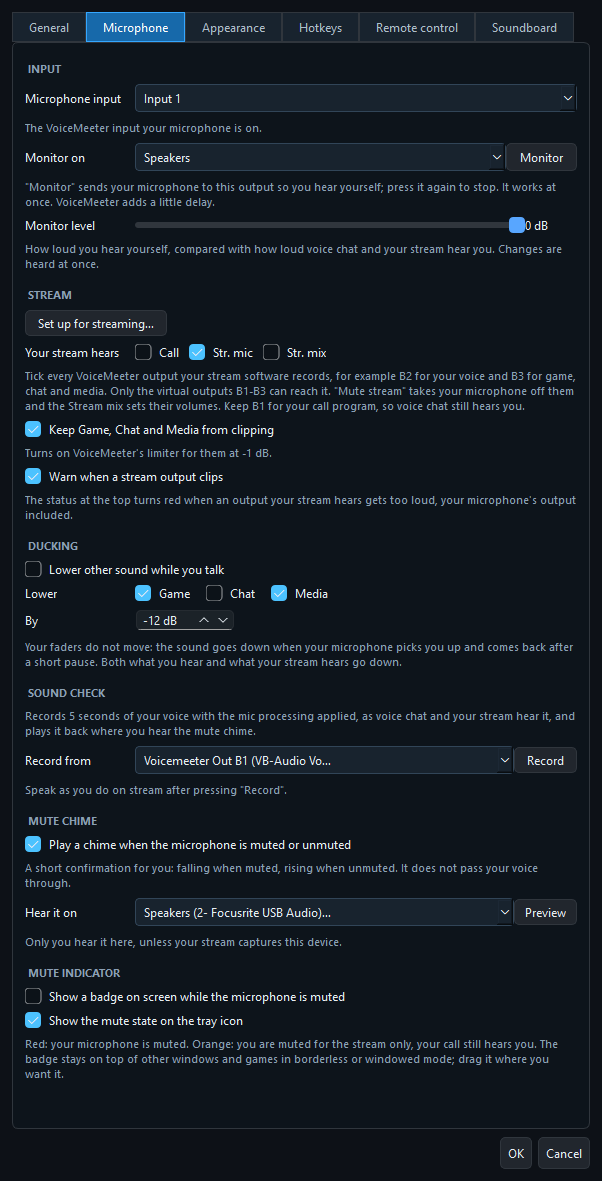 General
Microphone
Appearance
Hotkeys
Remote control
Soundboard
INPUT
Microphone input
Input 1
The VoiceMeeter input your microphone is on.
Monitor on
Speakers
Monitor
"Monitor" sends your microphone to this output so you hear yourself; press it again to stop. It works at
once. VoiceMeeter adds a little delay.
Monitor level
0 dB
How loud you hear yourself, compared with how loud voice chat and your stream hear you. Changes are
heard at once.
STREAM
Set up for streaming...
Your stream hears
Call
Str. mic
Str. mix
Tick every VoiceMeeter output your stream software records, for example B2 for your voice and B3 for game,
chat and media. Only the virtual outputs B1-B3 can reach it. "Mute stream" takes your microphone off them
and the Stream mix sets their volumes. Keep B1 for your call program, so voice chat still hears you.
Keep Game, Chat and Media from clipping
Turns on VoiceMeeter's limiter for them at -1 dB.
Warn when a stream output clips
The status at the top turns red when an output your stream hears gets too loud, your microphone's output
included.
DUCKING
Lower other sound while you talk
Lower
Game
Chat
Media
By
-12 dB
Your faders do not move: the sound goes down when your microphone picks you up and comes back after
a short pause. Both what you hear and what your stream hears go down.
SOUND CHECK
Records 5 seconds of your voice with the mic processing applied, as voice chat and your stream hear it, and
plays it back where you hear the mute chime.
Record from
Voicemeeter Out B1 (VB-Audio Vo...
Record
Speak as you do on stream after pressing "Record".
MUTE CHIME
Play a chime when the microphone is muted or unmuted
A short confirmation for you: falling when muted, rising when unmuted. It does not pass your voice
through.
Hear it on
Speakers (2- Focusrite USB Audio)...
Preview
Only you hear it here, unless your stream captures this device.
MUTE INDICATOR
Show a badge on screen while the microphone is muted
Show the mute state on the tray icon
Red: your microphone is muted. Orange: you are muted for the stream only, your call still hears you. The
badge stays on top of other windows and games in borderless or windowed mode; drag it where you
want it.
OK
Cancel